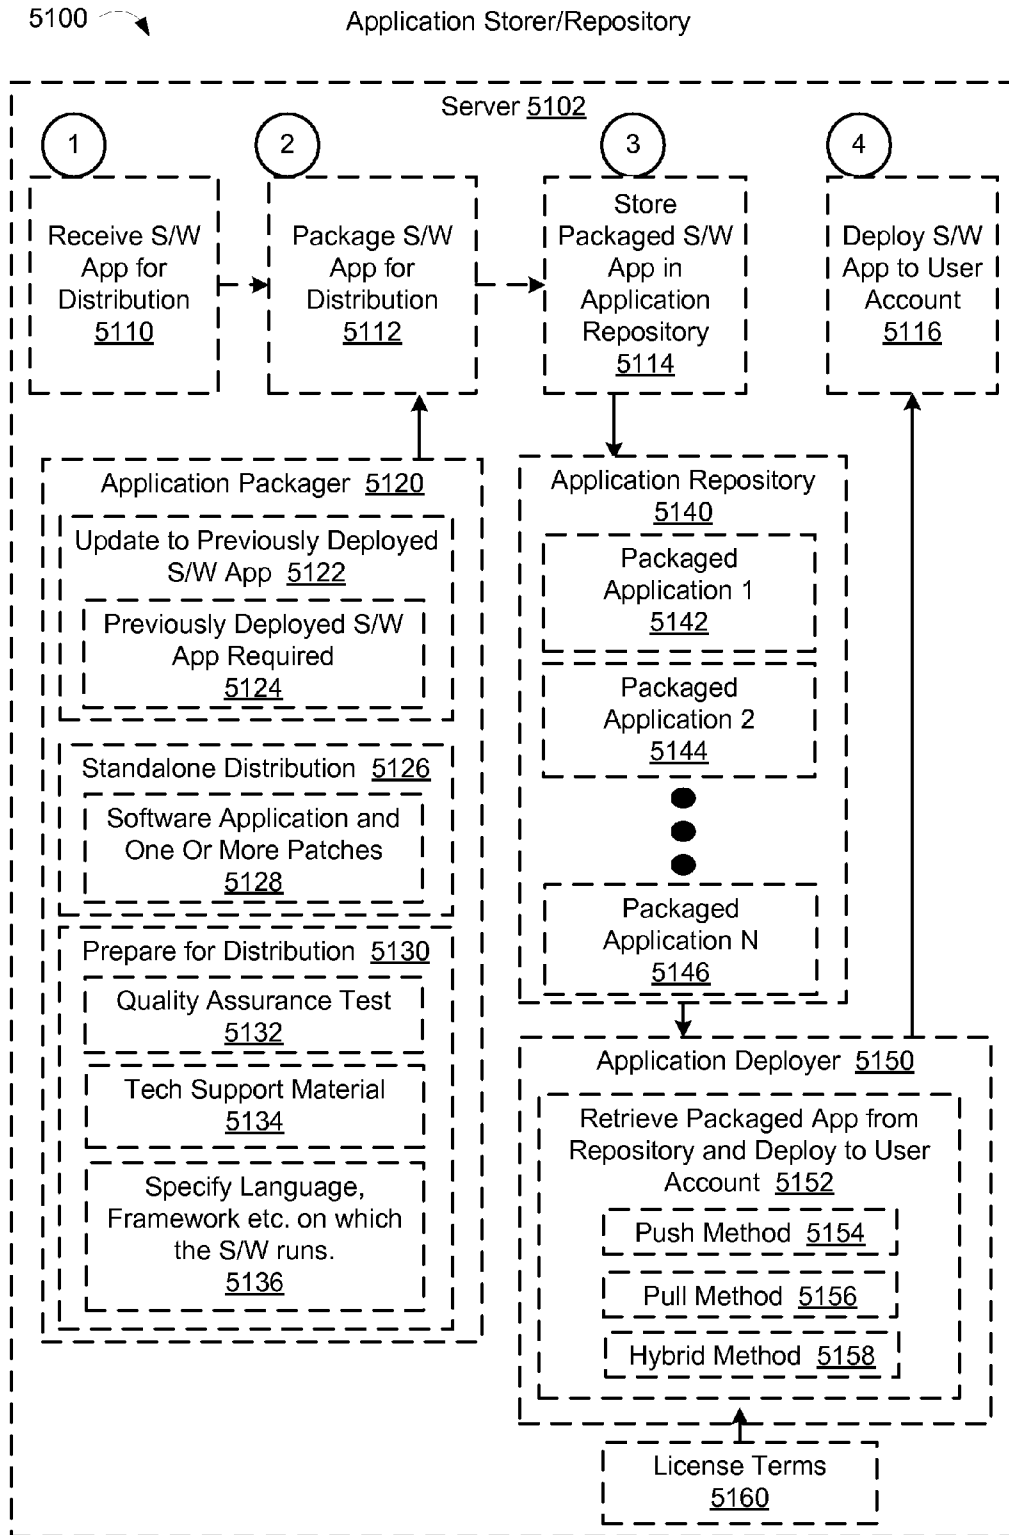 5100
Application Storer/Repository
Server 5102
1
2
3
4
Receive S/W
App for
Distribution
5110
Package S/W
App for
Distribution
5112
Store
Packaged S/W
App in
Application
Repository
5114
Deploy S/W
App to User
Account
5116
Application Packager 5120
Update to Previously Deployed
S/W App 5122
Previously Deployed S/W
App Required
5124
Standalone Distribution 5126
Software Application and
One Or More Patches
5128
Prepare for Distribution 5130
Quality Assurance Test
5132
Tech Support Material
5134
Specify Language,
Framework etc. on which
the S/W runs.
5136
Application Repository
5140
Packaged
Application 1
5142
Packaged
Application 2
5144
Packaged
Application N
5146
Application Deployer 5150
Retrieve Packaged App from
Repository and Deploy to User
Account 5152
Push Method 5154
Pull Method 5156
Hybrid Method 5158
License Terms
5160